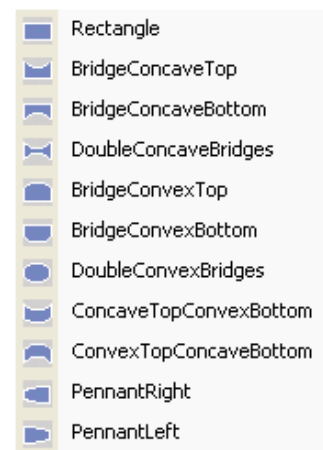 Rectangle
BridgeConcaveTop
BridgeConcaveBottom
DoubleConcaveBridges
BridgeConvexTop
BridgeConvexBottom
DoubleConvexBridges
ConcaveTopConvexBottom
ConvexTopConcaveBottom
PennantRight
PennantLeft